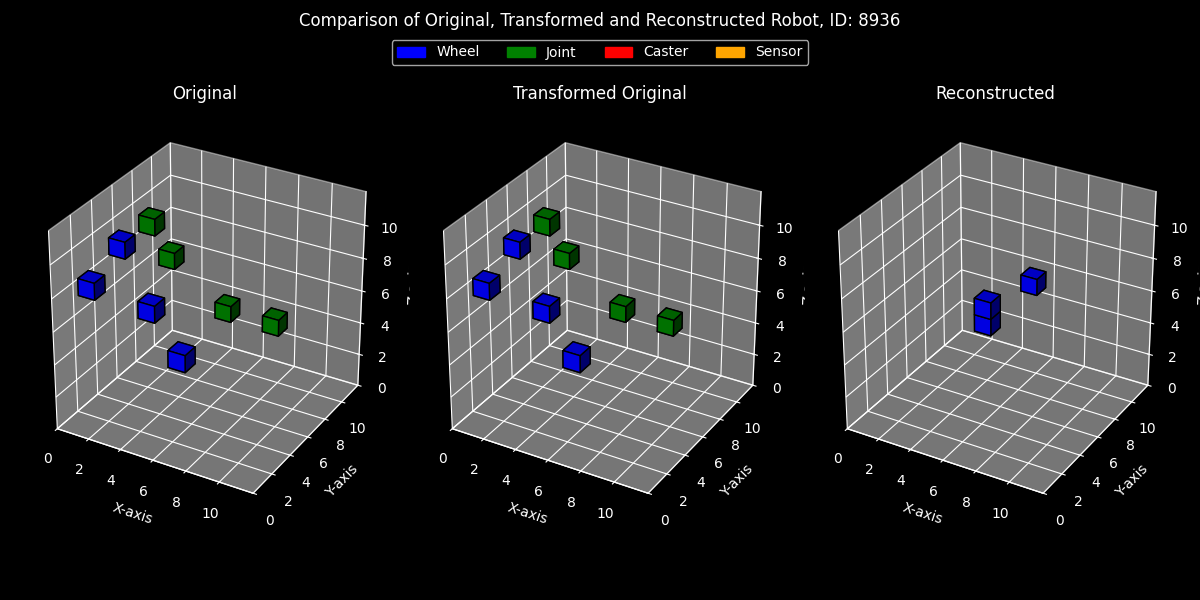 Comparison of Original, Transformed and Reconstructed Robot, ID: 8936
Wheel Joint Caster Sensor
Original Transformed Original Reconstructed
10 10 10
8 8 8
6 6 6
4 4 4
2 2 2
0 0 0
0 2 4 6 8 10 0 2 4 6 8 10 0 2 4 6 8 10
0 2 4 6 8 10 0 2 4 6 8 10 0 2 4 6 8 10
X-axis Y-axis X-axis Y-axis X-axis Y-axis